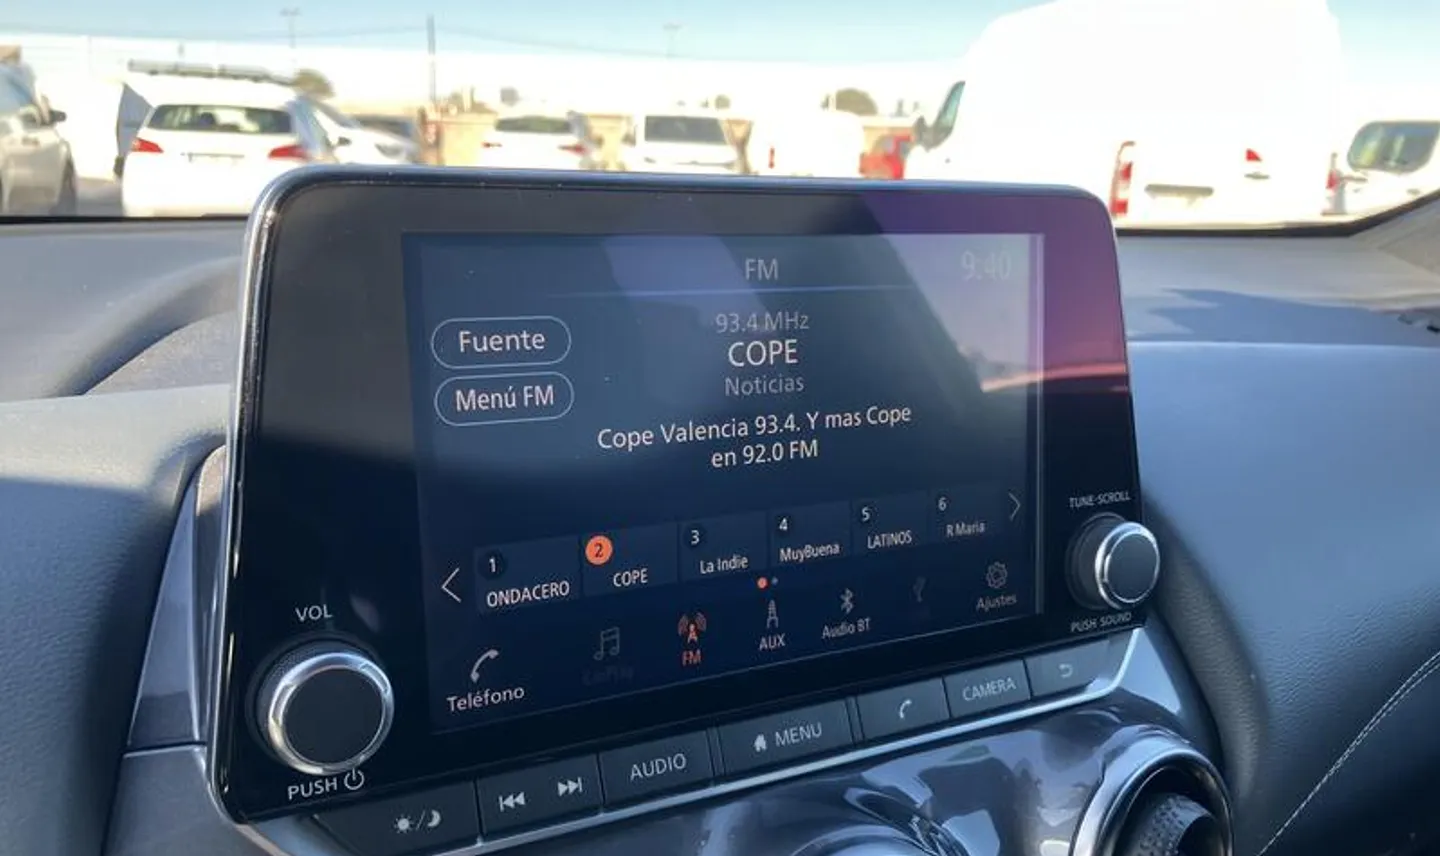 FM
9:40
93.4 MHz
COPE
Noticias
Fuente
Menú FM
Cope Valencia 93.4. Y mas Cope
en 92.0 FM
1 ONDACERO
2 COPE
3 La Indie
4 MuyBuena
5 LATINOS
6 R Maria
Teléfono
FM
AUX
Audio BT
Ajustes
VOL
PUSH
TUNE·SCROLL
PUSH SOUND
AUDIO
MENU
CAMERA